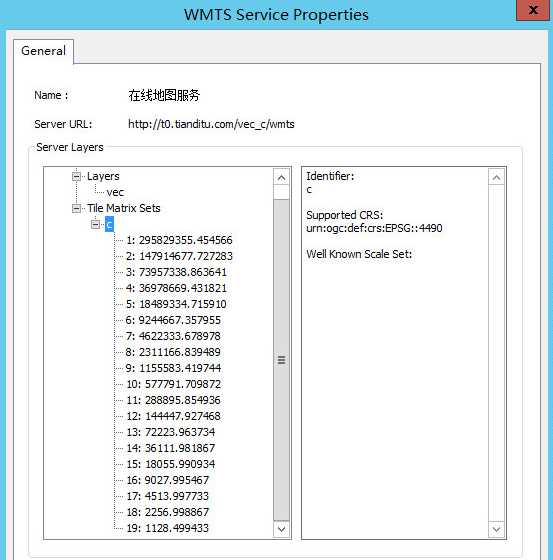 WMTS Service Properties
x
General
Name :
在线地图服务
Server URL:
http://t0.tianditu.com/vec_c/wmts
Server Layers
Layers
vec
Tile Matrix Sets
c
1: 295829355.454566
2: 147914677.727283
3: 73957338.863641
4: 36978669.431821
5: 18489334.715910
6: 9244667.357955
7: 4622333.678978
8: 2311166.839489
9: 1155583.419744
10: 577791.709872
11: 288895.854936
12: 144447.927468
13: 72223.963734
14: 36111.981867
15: 18055.990934
16: 9027.995467
17: 4513.997733
18: 2256.998867
19: 1128.499433
Identifier:
c
Supported CRS:
urn:ogc:def:crs:EPSG::4490
Well Known Scale Set: